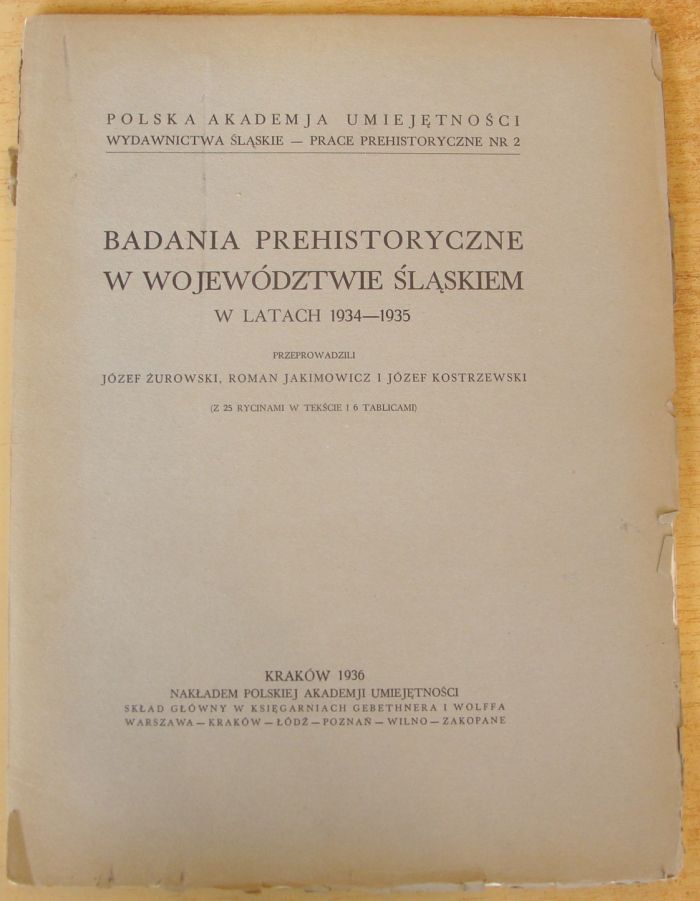 POLSKA AKADEMJA UMIEJĘTNOŚCI
WYDAWNICTWA ŚLĄSKIE — PRACE PREHISTORYCZNE NR 2
BADANIA PREHISTORYCZNE
W WOJEWÓDZTWIE ŚLĄSKIEM
W LATACH 1934—1935
PRZEPROWADZILI
JÓZEF ŻUROWSKI, ROMAN JAKIMOWICZ I JÓZEF KOSTRZEWSKI
(Z 25 RYCINAMI W TEKŚCIE I 6 TABLICAMI)
KRAKÓW 1936
NAKŁADEM POLSKIEJ AKADEMJI UMIEJĘTNOŚCI
SKŁAD GŁÓWNY W KSIĘGARNIACH GEBETHNERA I WOLFFA
WARSZAWA — KRAKÓW — ŁÓDŹ — POZNAŃ — WILNO — ZAKOPANE